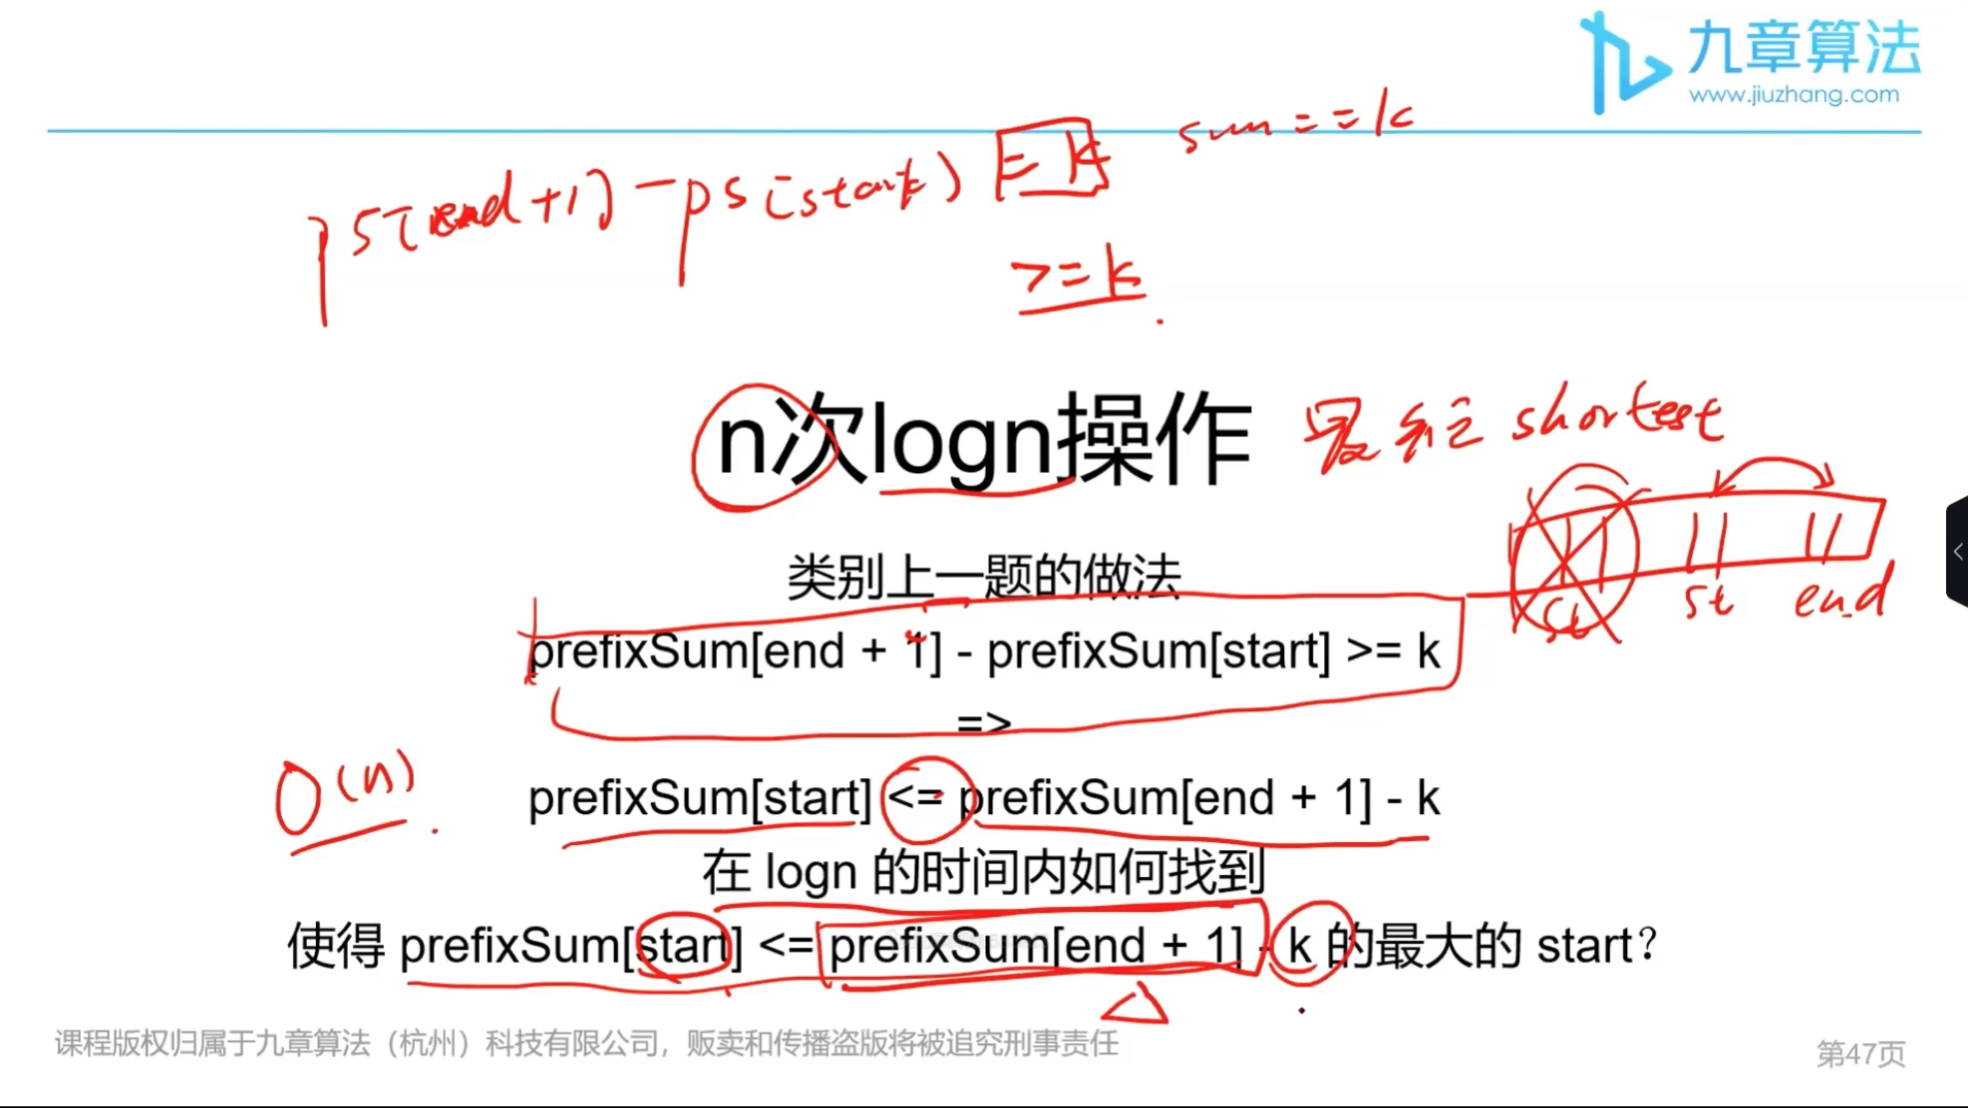 九章算法
www.jiuzhang.com
sum==k
ps[end+1]-ps[start) =k
>=k
n次logn操作
最短 shortest
类别上一题的做法
st st end
prefixSum[end + 1] - prefixSum[start] >= k
=>
O(n)
prefixSum[start] <= prefixSum[end + 1] - k
在 logn 的时间内如何找到
使得 prefixSum[start] <= prefixSum[end + 1] - k 的最大的 start?
课程版权归属于九章算法（杭州）科技有限公司，贩卖和传播盗版将被追究刑事责任
第47页